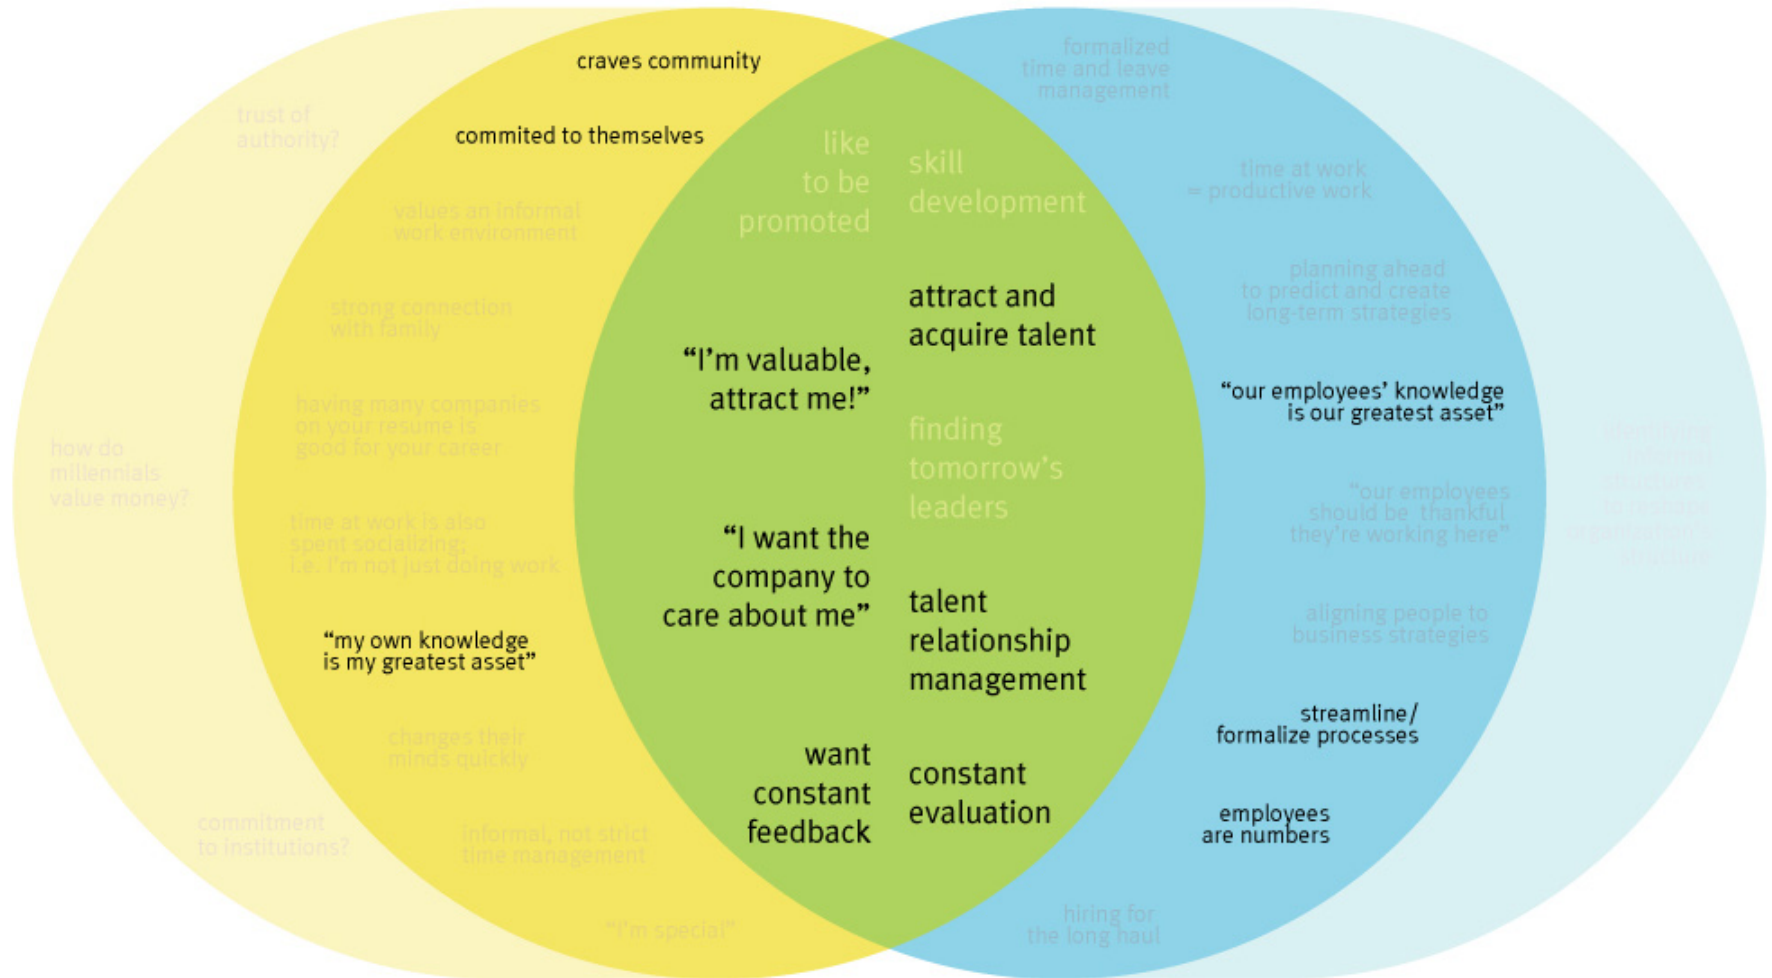 trust of
authority?
how do
millennials
value money?
commitment
to institutions?
craves community
commited to themselves
values an informal
work environment
strong connection
with family
having many companies
on your resume is
good for your career
time at work is also
spent socializing;
i.e. I'm not just doing work
“my own knowledge
is my greatest asset”
changes their
minds quickly
informal, not strict
time management
“I'm special”
like
to be
promoted
“I’m valuable,
attract me!”
“I want the
company to
care about me”
want
constant
feedback
skill
development
attract and
acquire talent
finding
tomorrow’s
leaders
talent
relationship
management
constant
evaluation
formalized
time and leave
management
time at work
= productive work
planning ahead
to predict and create
long-term strategies
“our employees’ knowledge
is our greatest asset”
“our employees
should be thankful
they’re working here”
aligning people to
business strategies
streamline/
formalize processes
employees
are numbers
hiring for
the long haul
identifying
informal
structures
organization's
structure